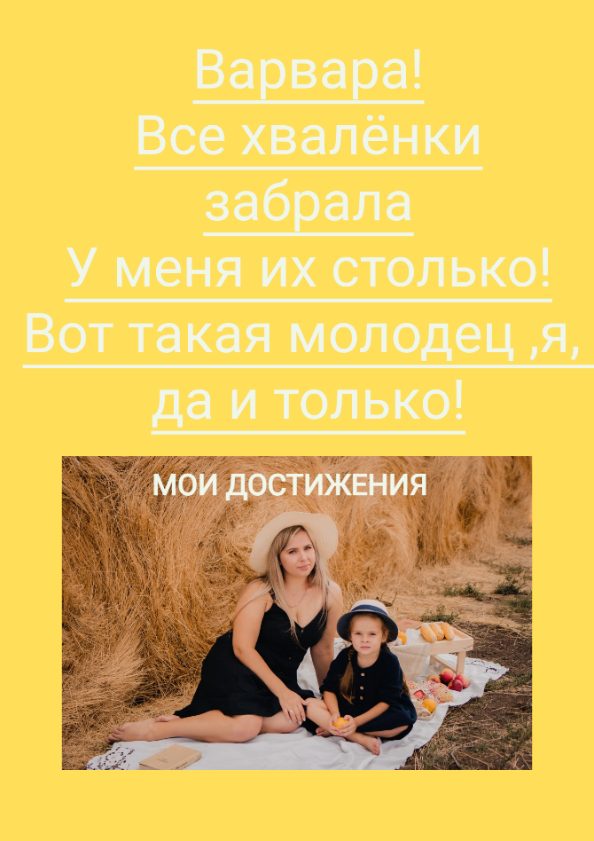 Варвара!
Все хвалёнки
забрала
У меня их столько!
Вот такая молодец ,я,
да и только!
МОИ ДОСТИЖЕНИЯ